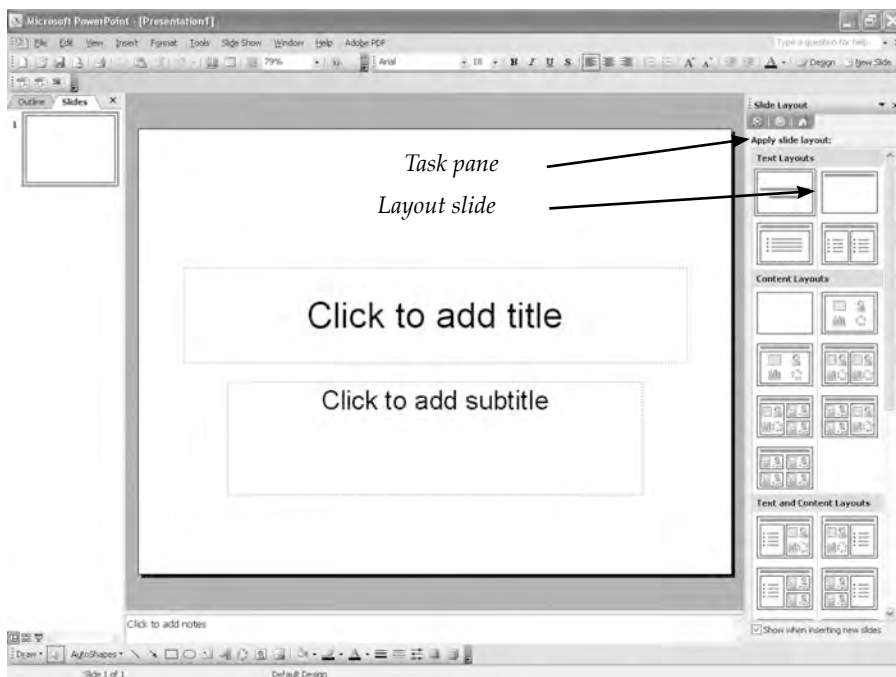 Microsoft PowerPoint - [Presentation1]
File Edit View Insert Format Tools Slide Show Window Help Adobe PDF
Type a question for help
79%
Arial
18
B I U S
Design
New Slide
Outline Slides
Slide Layout
1
Apply slide layout:
Task pane
Text Layouts
Layout slide
Content Layouts
Click to add title
Click to add subtitle
Text and Content Layouts
Click to add notes
Show when inserting new slides
Draw AutoShapes
Slide 1 of 1
Default Design